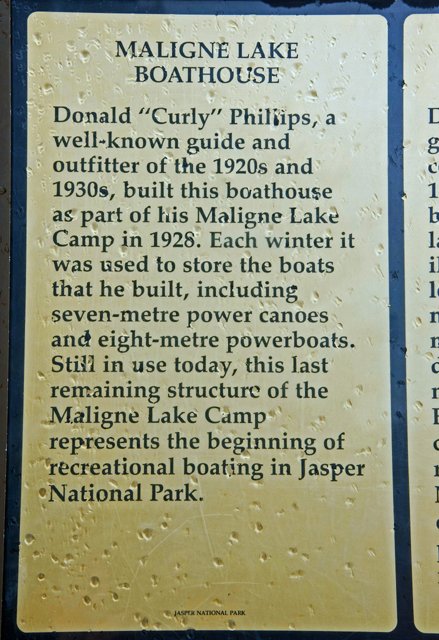 MALIGNE LAKE
BOATHOUSE
Donald "Curly" Phillips, a
well-known guide and
outfitter of the 1920s and
1930s, built this boathouse
as part of his Maligne Lake
Camp in 1928. Each winter it
was used to store the boats
that he built, including
seven-metre power canoes
and eight-metre powerboats.
Still in use today, this last
remaining structure of the
Maligne Lake Camp
represents the beginning of
recreational boating in Jasper
National Park.
JASPER NATIONAL PARK